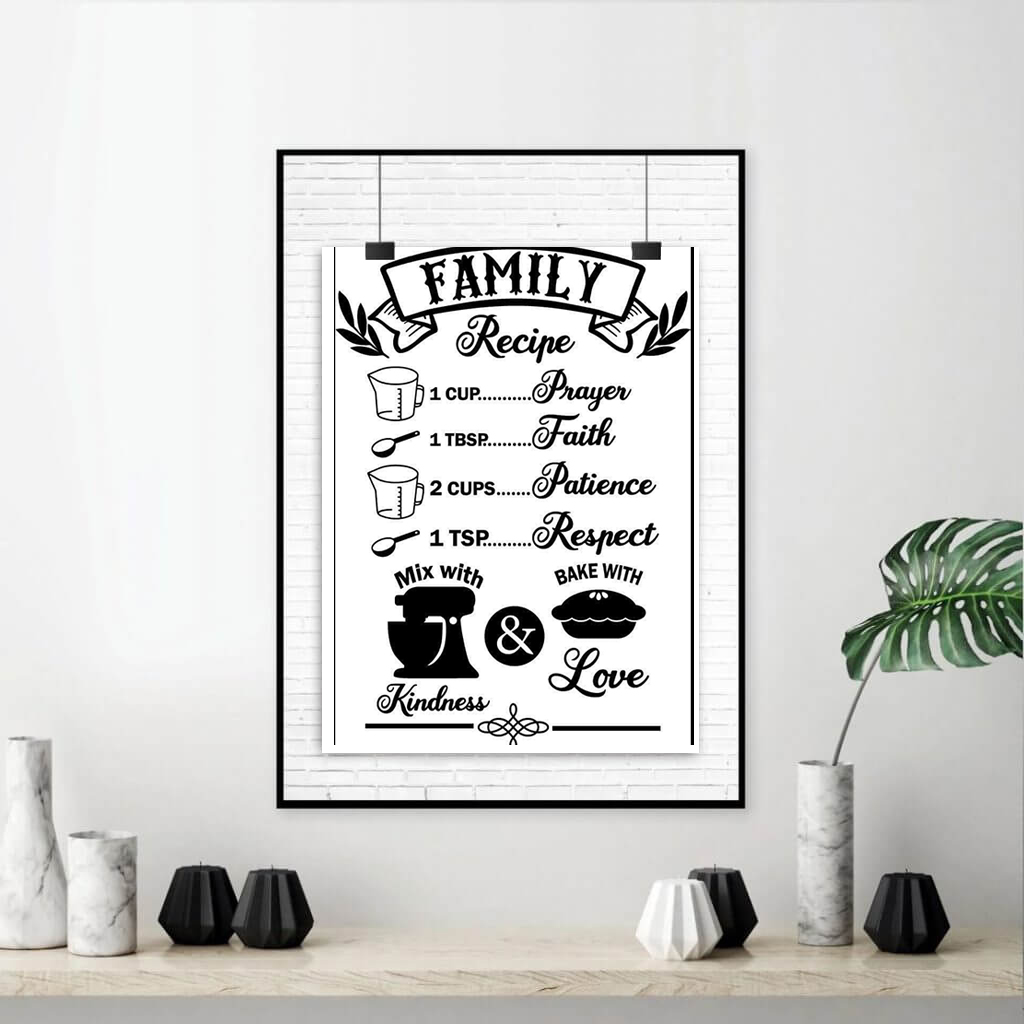 FAMILY
Recipe
1 CUP..........Prayer
1 TBSP.........Faith
2 CUPS.......Patience
1 TSP..........Respect
Mix with
BAKE WITH
&
Kindness
Love